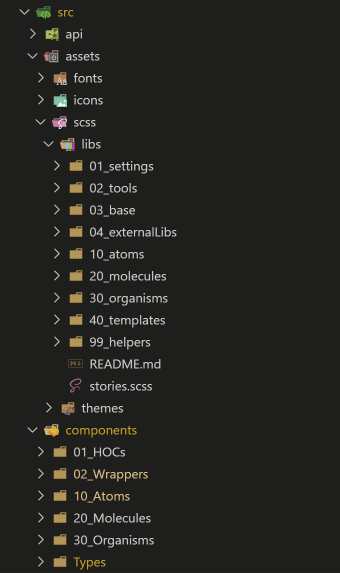 src
api
assets
fonts
icons
scss
libs
01_settings
02_tools
03_base
04_externalLibs
10_atoms
20_molecules
30_organisms
40_templates
99_helpers
README.md
stories.scss
themes
components
01_HOCs
02_Wrappers
10_Atoms
20_Molecules
30_Organisms
Types